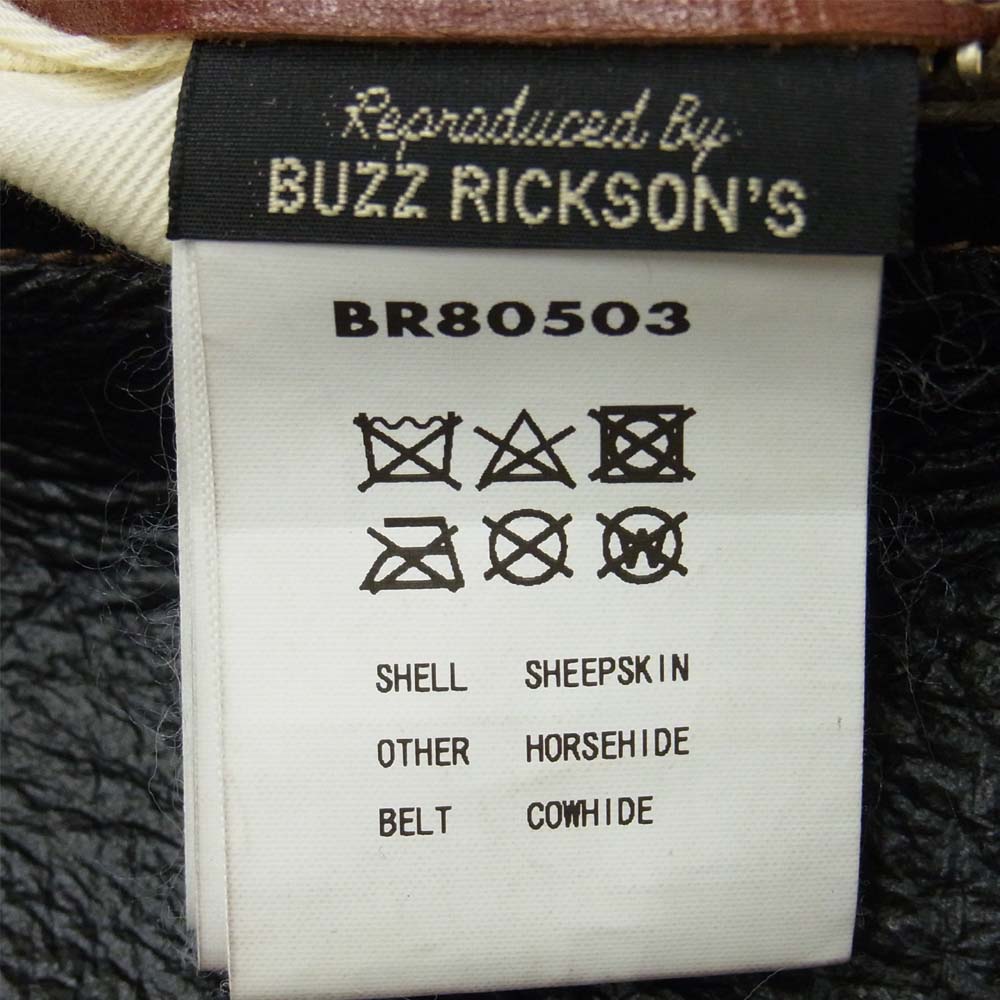 Reproduced By
BUZZ RICKSON'S
BR80503
W
SHELL SHEEPSKIN
OTHER HORSEHIDE
BELT COWHIDE